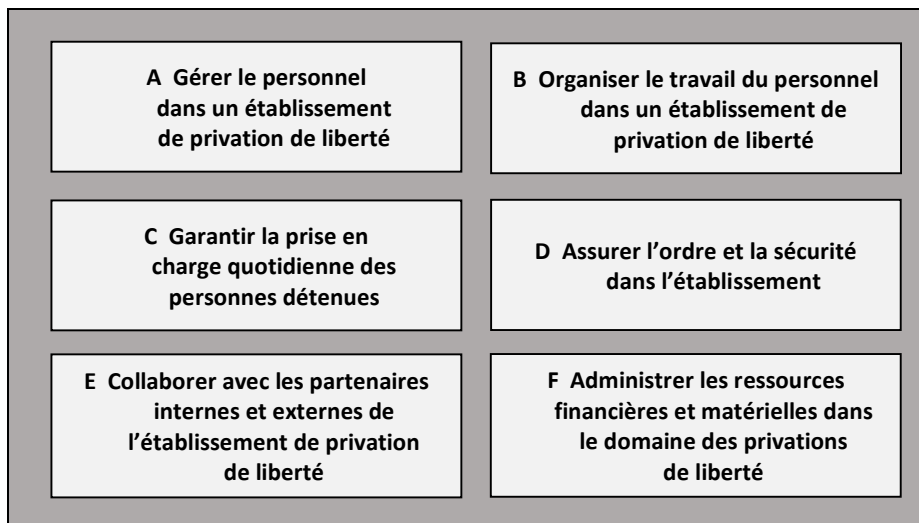 A Gérer le personnel
dans un établissement
de privation de liberté
B Organiser le travail du personnel
dans un établissement de
privation de liberté
C Garantir la prise en
charge quotidienne des
personnes détenues
D Assurer l’ordre et la sécurité
dans l’établissement
E Collaborer avec les partenaires
internes et externes de
l’établissement de privation
de liberté
F Administrer les ressources
financières et matérielles dans
le domaine des privations
de liberté